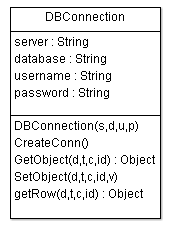 DBConnection
server : String
database : String
username : String
password : String
DBConnection(s,d,u,p)
CreateConn()
GetObject(d,t,c,id) : Object
SetObject(d,t,c,id,v)
getRow(d,t,c,id) : Object